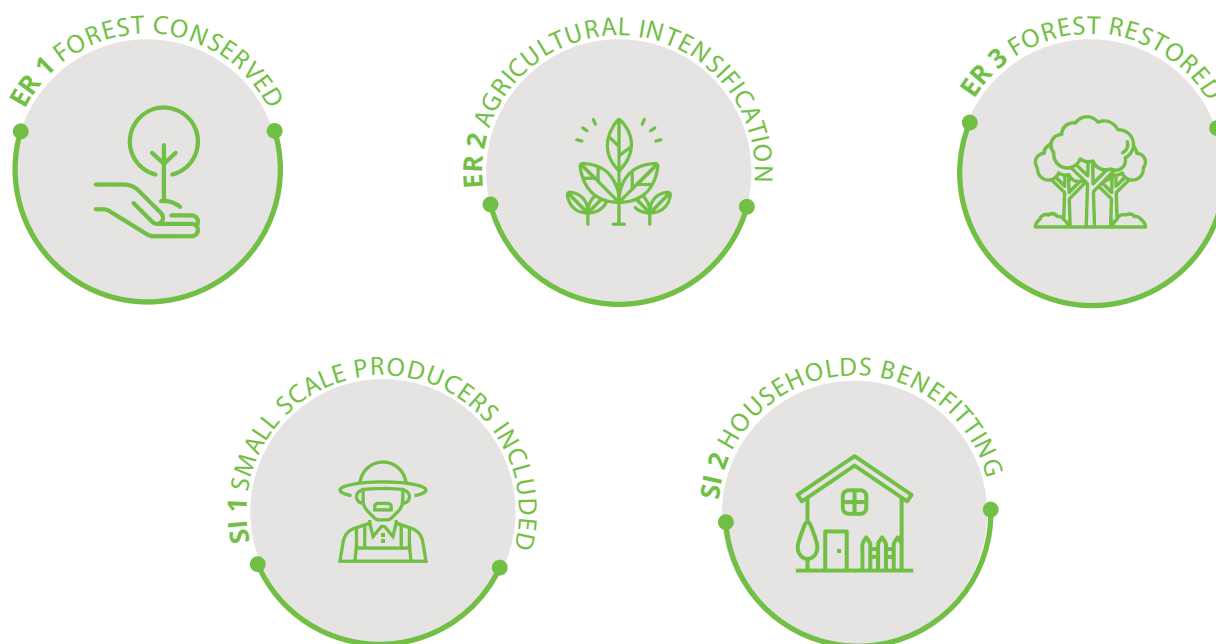 ER 1 FOREST CONSERVED
ER 2 AGRICULTURAL INTENSIFICATION
ER 3 FOREST RESTORED
SI 1 SMALL SCALE PRODUCERS INCLUDED
SI 2 HOUSEHOLDS BENEFITTING